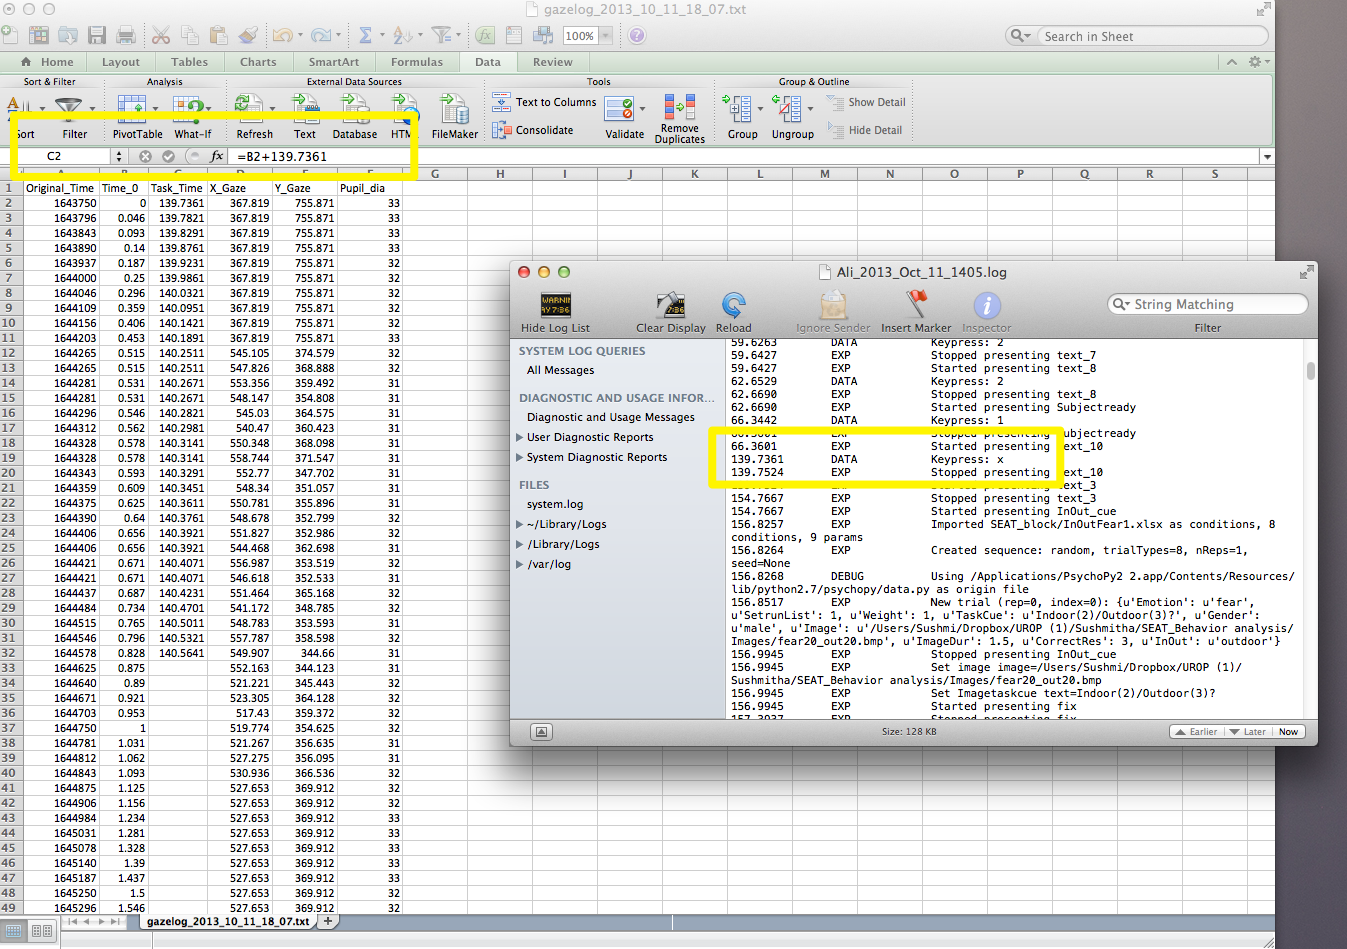 gazelog_2013_10_11_18_07.txt
100%
Search in Sheet
Home Layout Tables Charts SmartArt Formulas Data Review
Sort & Filter Analysis External Data Sources Tools Group & Outline
Text to Columns
Consolidate
Show Detail
Hide Detail
Filter PivotTable What-If Refresh Text Database FileMaker Validate Remove Duplicates Group Ungroup
C2 fx =B2+139.7361
G H I J K L M N O P Q R S
1 Original_Time Time_0 Task_Time X_Gaze Y_Gaze Pupil_dia
2 1643750 0 139.7361 367.819 755.871 33
3 1643796 0.046 139.7821 367.819 755.871 33
4 1643843 0.093 139.8291 367.819 755.871 33
5 1643890 0.14 139.8761 367.819 755.871 33
6 1643937 0.187 139.9231 367.819 755.871 32
7 1644000 0.25 139.9861 367.819 755.871 32
8 1644046 0.296 140.0321 367.819 755.871 32
9 1644109 0.359 140.0951 367.819 755.871 32
10 1644156 0.406 140.1421 367.819 755.871 32
11 1644203 0.453 140.1891 367.819 755.871 32
12 1644265 0.515 140.2511 545.105 374.579 32
13 1644265 0.515 140.2511 547.826 368.888 32
14 1644281 0.531 140.2671 553.356 359.492 31
15 1644281 0.531 140.2671 548.147 354.808 31
16 1644296 0.546 140.2821 545.03 364.575 31
17 1644312 0.562 140.2981 540.47 360.423 31
18 1644328 0.578 140.3141 550.348 368.098 31
19 1644328 0.578 140.3141 558.744 371.547 31
20 1644343 0.593 140.3291 552.77 347.702 31
21 1644359 0.609 140.3451 548.34 351.057 31
22 1644375 0.625 140.3611 550.781 355.896 31
23 1644390 0.64 140.3761 548.678 352.799 32
24 1644406 0.656 140.3921 551.827 352.986 32
25 1644406 0.656 140.3921 544.468 362.698 31
26 1644421 0.671 140.4071 556.987 353.519 32
27 1644421 0.671 140.4071 546.618 352.533 31
28 1644437 0.687 140.4231 551.464 365.168 32
29 1644484 0.734 140.4701 541.172 348.785 32
30 1644515 0.765 140.5011 548.783 353.593 32
31 1644546 0.796 140.5321 557.787 358.598 32
32 1644578 0.828 140.5641 549.907 344.66 31
33 1644625 0.875 552.163 344.123 31
34 1644640 0.89 521.221 345.443 32
35 1644671 0.921 523.305 364.128 32
36 1644703 0.953 517.43 359.372 32
37 1644750 1 519.774 354.625 32
38 1644781 1.031 521.267 356.635 31
39 1644812 1.062 527.275 356.095 31
40 1644843 1.093 530.936 366.536 32
41 1644875 1.125 527.653 369.912 32
42 1644906 1.156 527.653 369.912 32
43 1644984 1.234 527.653 369.912 33
44 1645031 1.281 527.653 369.912 33
45 1645078 1.328 527.653 369.912 33
46 1645140 1.39 527.653 369.912 33
47 1645187 1.437 527.653 369.912 33
48 1645250 1.5 527.653 369.912 32
49 1645296 1.546 527.653 369.912 32
gazelog_2013_10_11_18_07.txt
Ali_2013_Oct_11_1405.log
Hide Log List Clear Display Reload Ignore Sender Insert Marker Inspector
String Matching
Filter
SYSTEM LOG QUERIES
All Messages
DIAGNOSTIC AND USAGE INFOR...
Diagnostic and Usage Messages
User Diagnostic Reports
System Diagnostic Reports
FILES
system.log
~/Library/Logs
/Library/Logs
/var/log
59.6263 DATA Keypress: 2
59.6427 EXP Stopped presenting text_7
59.6427 EXP Started presenting text_8
62.6529 DATA Keypress: 2
62.6690 EXP Stopped presenting text_8
62.6690 EXP Started presenting Subjectready
66.3442 DATA Keypress: 1
66.3601 EXP Stopped presenting Subjectready
66.3601 EXP Started presenting text_10
139.7361 DATA Keypress: x
139.7524 EXP Stopped presenting text_10
presenting text_3
154.7667 EXP Stopped presenting text_3
154.7667 EXP Started presenting InOut_cue
156.8257 EXP Imported SEAT_block/InOutFear1.xlsx as conditions, 8
conditions, 9 params
156.8264 EXP Created sequence: random, trialTypes=8, nReps=1,
seed=None
156.8268 DEBUG Using /Applications/PsychoPy2 2.app/Contents/Resources/
lib/python2.7/psychopy/data.py as origin file
156.8517 EXP New trial (rep=0, index=0): {u'Emotion': u'fear',
u'SetrunList': 1, u'Weight': 1, u'TaskCue': u'Indoor(2)/Outdoor(3)?', u'Gender':
u'male', u'Image': u'/Users/Sushmi/Dropbox/UROP (1)/Sushmitha/SEAT_Behavior analysis/
Images/fear20_out20.bmp', u'ImageDur': 1.5, u'CorrectRes': 3, u'InOut': u'outdoor'}
156.9945 EXP Stopped presenting InOut_cue
156.9945 EXP Set image image=/Users/Sushmi/Dropbox/UROP (1)/
Sushmitha/SEAT_Behavior analysis/Images/fear20_out20.bmp
156.9945 EXP Set Imagetaskcue text=Indoor(2)/Outdoor(3)?
156.9945 EXP Started presenting fix
157.3937 EXP Stopped presenting fix
Size: 128 KB
Earlier Later Now